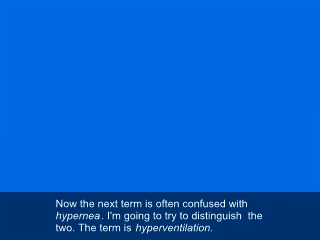 Now the next term is often confused with
hypernea. I'm going to try to distinguish the
two. The term is hyperventilation.